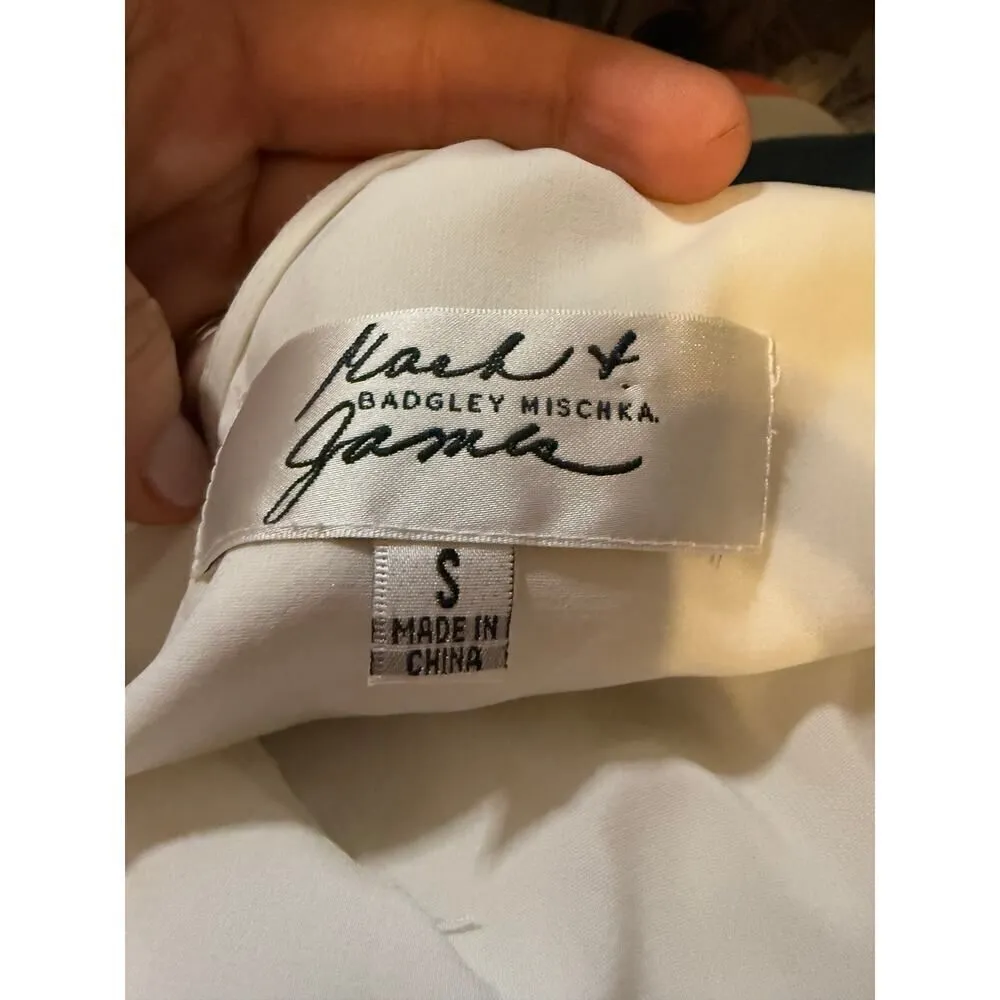 Mark &
BADGLEY MISCHKA.
James
S
MADE IN
CHINA